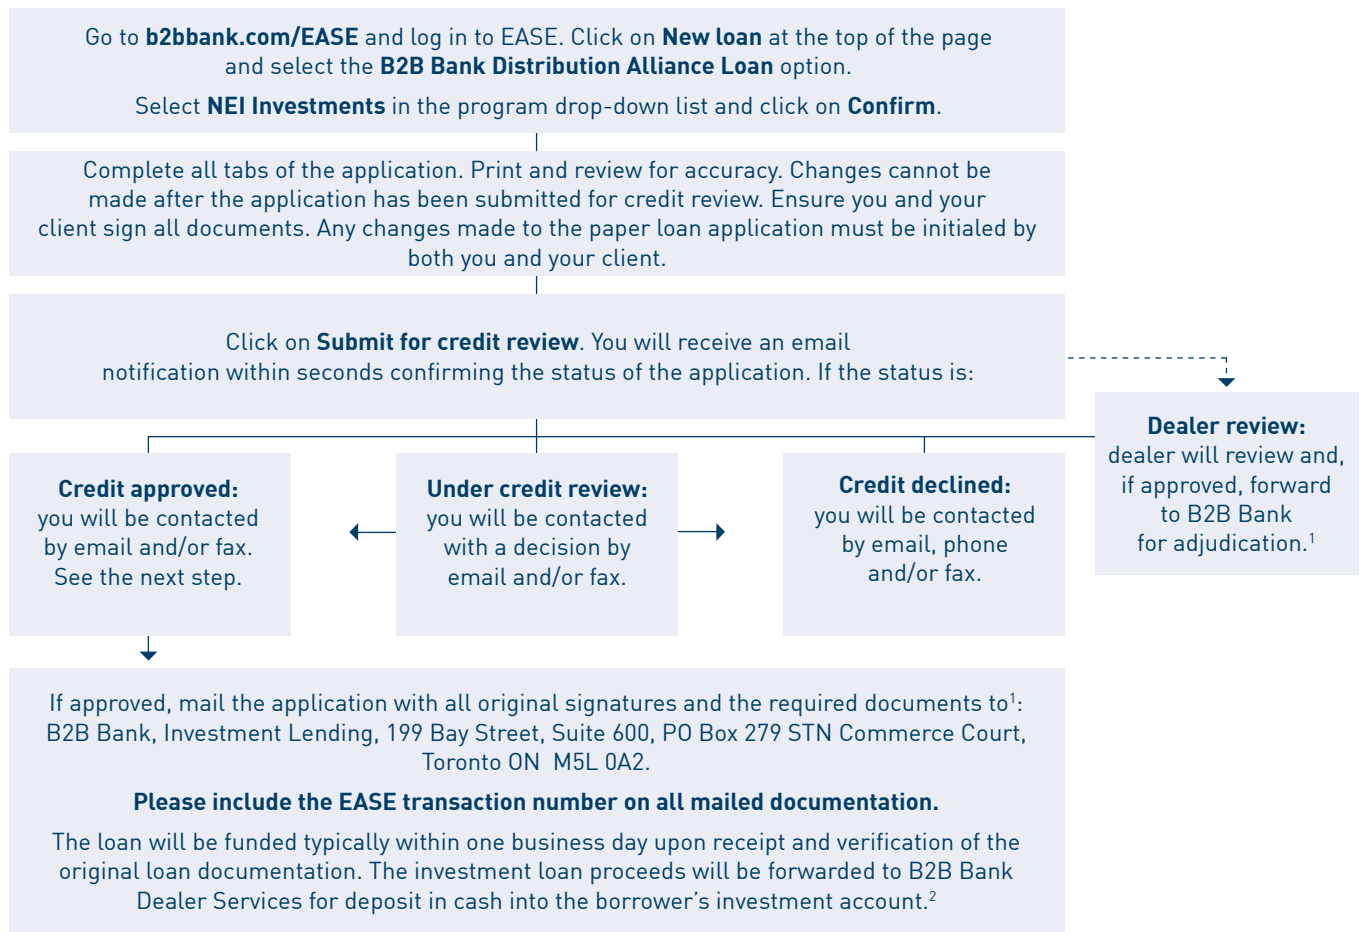 Go to b2bbank.com/EASE and log in to EASE. Click on New loan at the top of the page
and select the B2B Bank Distribution Alliance Loan option.
Select NEI Investments in the program drop-down list and click on Confirm.
Complete all tabs of the application. Print and review for accuracy. Changes cannot be
made after the application has been submitted for credit review. Ensure you and your
client sign all documents. Any changes made to the paper loan application must be initialed by
both you and your client.
Click on Submit for credit review. You will receive an email
notification within seconds confirming the status of the application. If the status is:
Dealer review:
dealer will review and,
if approved, forward
to B2B Bank
for adjudication.¹
Credit approved:
you will be contacted
by email and/or fax.
See the next step.
Under credit review:
you will be contacted
with a decision by
email and/or fax.
Credit declined:
you will be contacted
by email, phone
and/or fax.
If approved, mail the application with all original signatures and the required documents to¹:
B2B Bank, Investment Lending, 199 Bay Street, Suite 600, PO Box 279 STN Commerce Court,
Toronto ON  M5L 0A2.
Please include the EASE transaction number on all mailed documentation.
The loan will be funded typically within one business day upon receipt and verification of the
original loan documentation. The investment loan proceeds will be forwarded to B2B Bank
Dealer Services for deposit in cash into the borrower's investment account.²